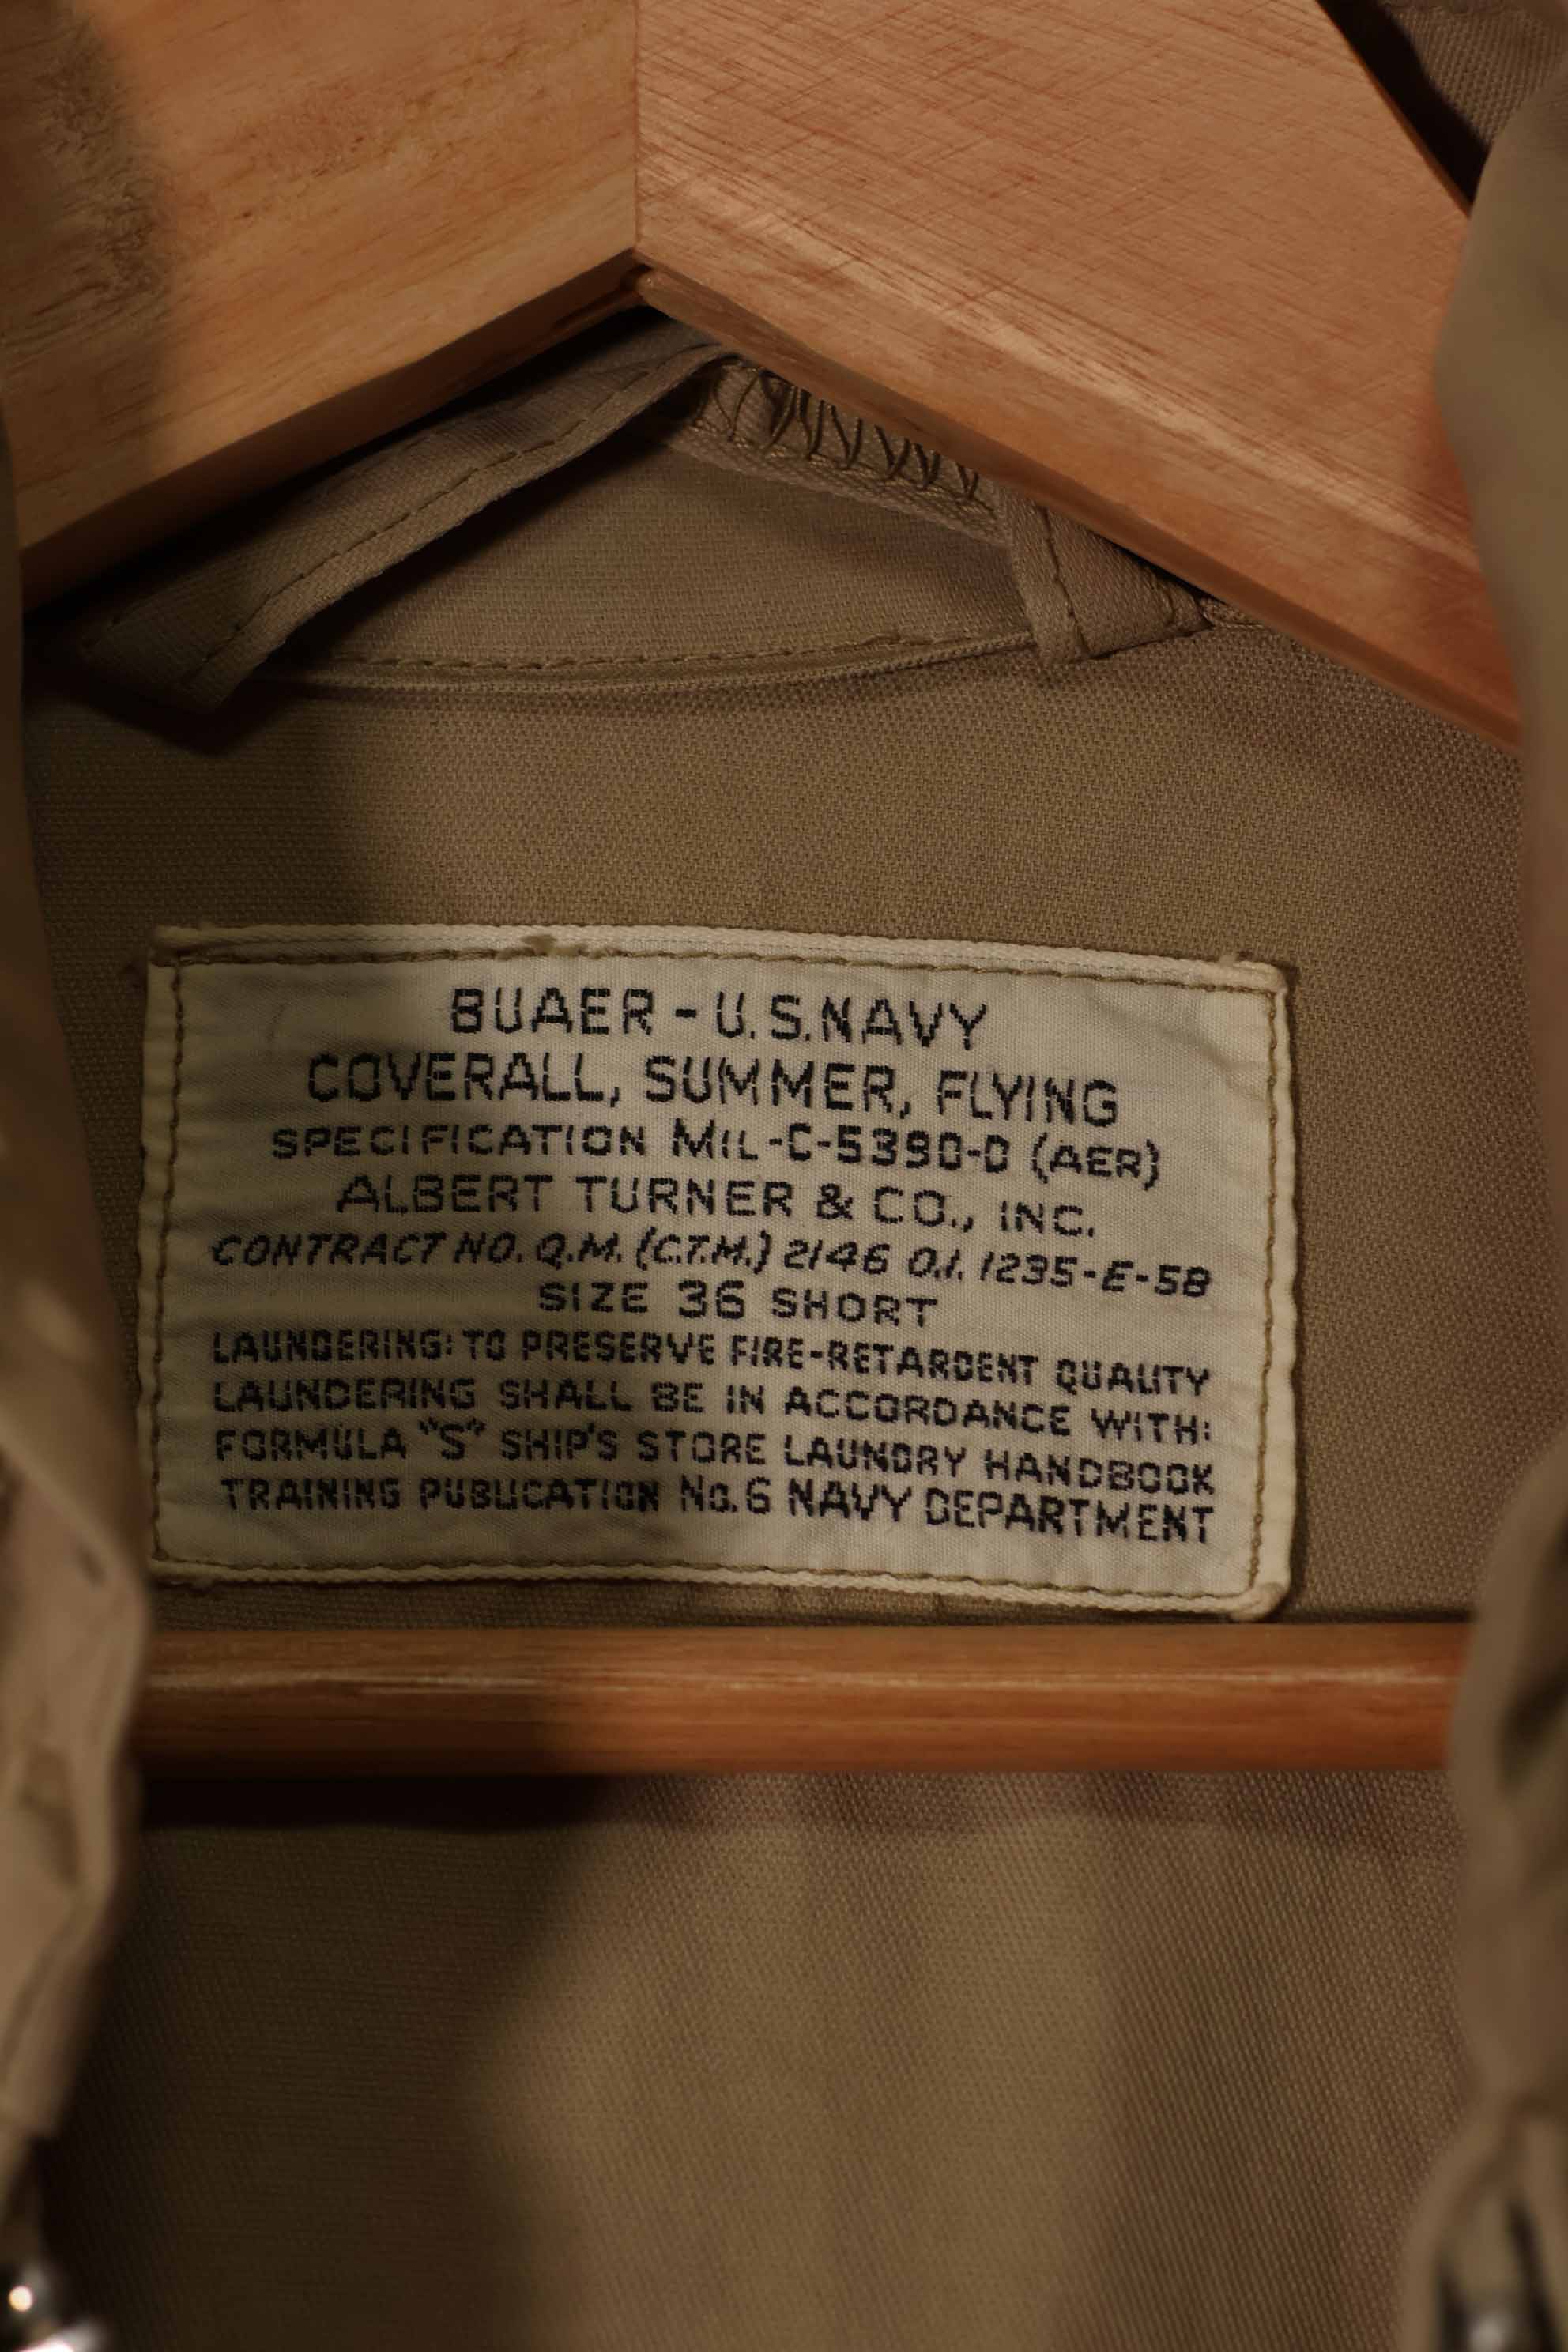 BUAER - U.S. NAVY
COVERALL, SUMMER, FLYING
SPECIFICATION MIL-C-5390-D (AER)
ALBERT TURNER & CO., INC.
CONTRACT NO. Q.M. (C.T.M.) 2146 O.I. 1235-E-58
SIZE 36 SHORT
LAUNDERING: TO PRESERVE FIRE-RETARDENT QUALITY
LAUNDERING SHALL BE IN ACCORDANCE WITH:
FORMULA "S" SHIP'S STORE LAUNDRY HANDBOOK
TRAINING PUBLICATION No. 6 NAVY DEPARTMENT